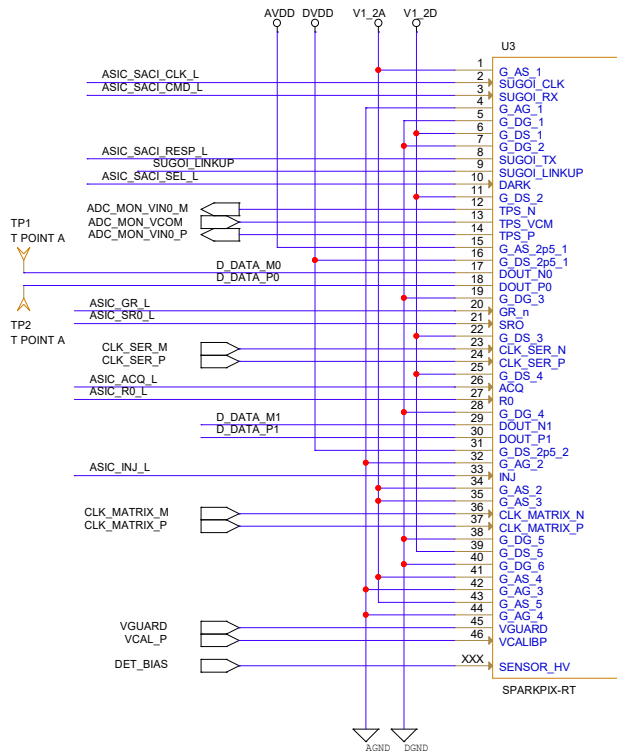 AVDD DVDD V1_2A V1_2D
U3
1 G_AS_1
ASIC_SACI_CLK_L 2 SUGOI_CLK
ASIC_SACI_CMD_L 3 SUGOI_RX
4 G_AG_1
5 G_DG_1
6 G_DS_1
7 G_DG_2
ASIC_SACI_RESP_L 8 SUGOI_TX
SUGOI_LINKUP 9 SUGOI_LINKUP
ASIC_SACI_SEL_L 10 DARK
11 G_DS_2
ADC_MON_VIN0_M 12 TPS_N
ADC_MON_VCOM 13 TPS_VCM
ADC_MON_VIN0_P 14 TPS_P
TP1
T POINT A
15 G_AS_2p5_1
16 G_DS_2p5_1
D_DATA_M0 17 DOUT_N0
D_DATA_P0 18 DOUT_P0
19 G_DG_3
TP2
T POINT A
ASIC_GR_L 20 GR_n
ASIC_SR0_L 21 SRO
22 G_DS_3
CLK_SER_M 23 CLK_SER_N
CLK_SER_P 24 CLK_SER_P
25 G_DS_4
ASIC_ACQ_L 26 ACQ
ASIC_R0_L 27 R0
28 G_DG_4
D_DATA_M1 29 DOUT_N1
D_DATA_P1 30 DOUT_P1
31 G_DS_2p5_2
32 G_AG_2
ASIC_INJ_L 33 INJ
34 G_AS_2
35 G_AS_3
CLK_MATRIX_M 36 CLK_MATRIX_N
CLK_MATRIX_P 37 CLK_MATRIX_P
38 G_DG_5
39 G_DS_5
40 G_DG_6
41 G_AS_4
42 G_AG_3
43 G_AS_5
44 G_AG_4
VGUARD 45 VGUARD
VCAL_P 46 VCALIBP
DET_BIAS XXX SENSOR_HV
SPARKPIX-RT
AGND DGND